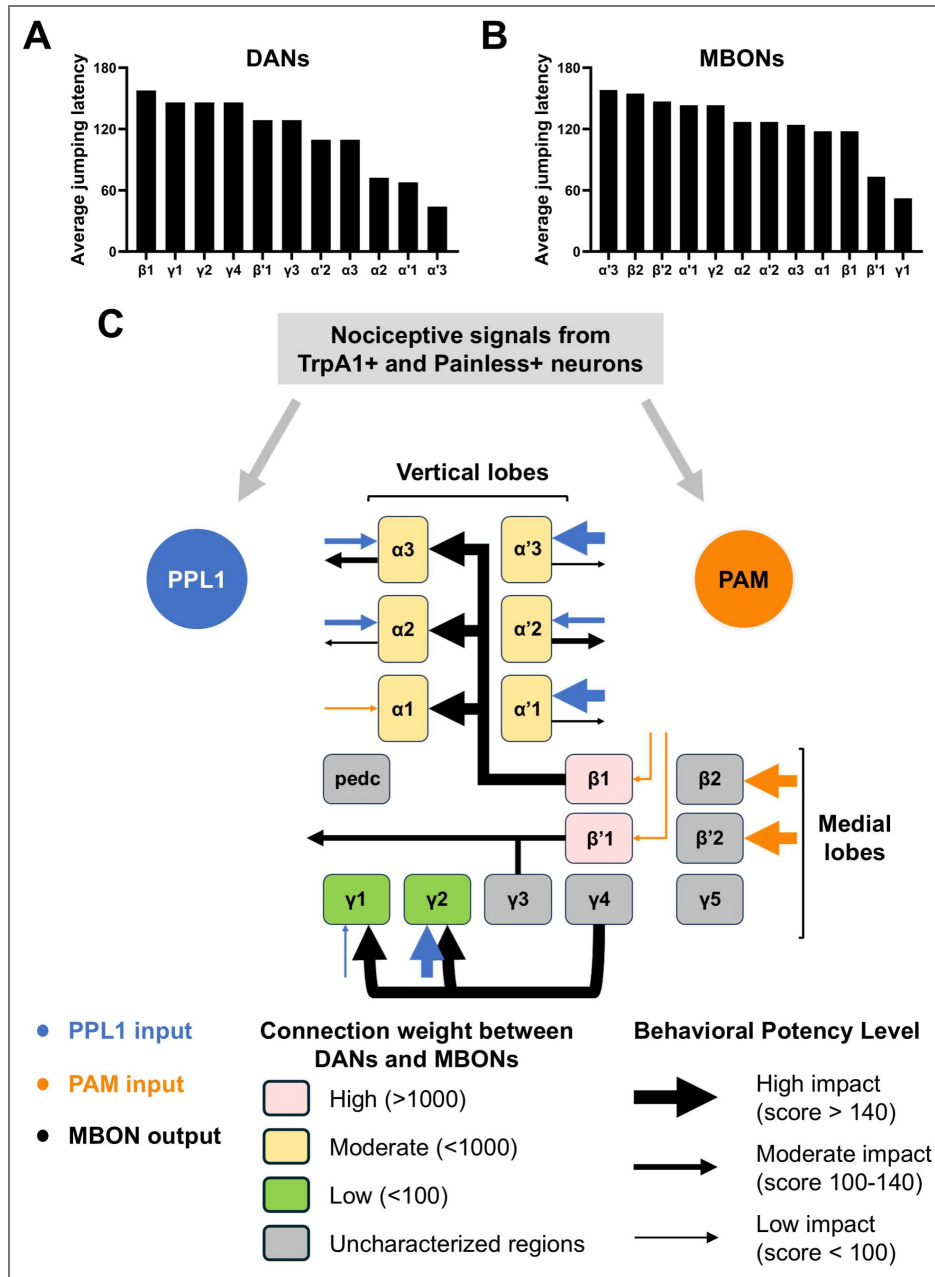 A
DANs
Average jumping latency
180
120
60
0
β1 γ1 γ2 γ4 β'1 γ3 α'2 α3 α2 α'1 α'3
B
MBONs
Average jumping latency
180
120
60
0
α'3 β2 β'2 α'1 γ2 α2 α'2 α3 α1 β1 β'1 γ1
C
Nociceptive signals from
TrpA1+ and Painless+ neurons
Vertical lobes
PPL1
α3
α’3
PAM
α2
α’2
α1
α’1
pedc
β1
β2
β’1
β’2
Medial
lobes
γ1
γ2
γ3
γ4
γ5
PPL1 input
PAM input
MBON output
Connection weight between
DANs and MBONs
High (>1000)
Moderate (<1000)
Low (<100)
Uncharacterized regions
Behavioral Potency Level
High impact
(score > 140)
Moderate impact
(score 100-140)
Low impact
(score < 100)